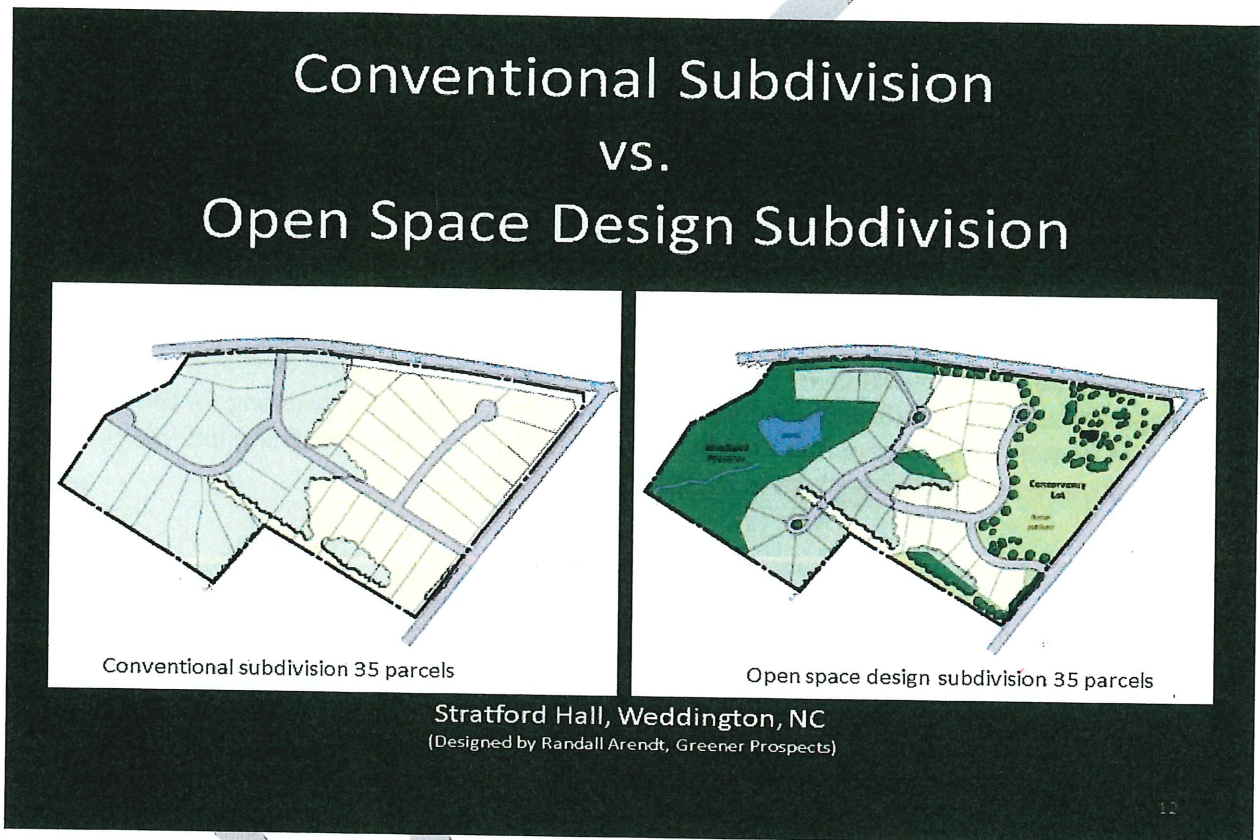 Conventional Subdivision
vs.
Open Space Design Subdivision
Conservancy
Lot
Conventional subdivision 35 parcels
Open space design subdivision 35 parcels
Stratford Hall, Weddington, NC
(Designed by Randall Arendt, Greener Prospects)
12